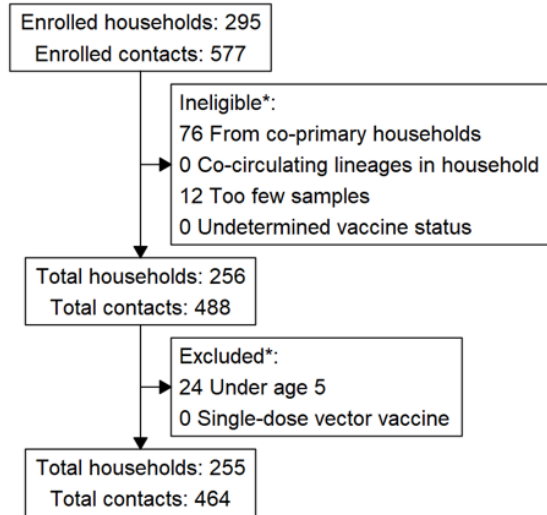 Enrolled households: 295
Enrolled contacts: 577
Ineligible*:
76 From co-primary households
0 Co-circulating lineages in household
12 Too few samples
0 Undetermined vaccine status
Total households: 256
Total contacts: 488
Excluded*:
24 Under age 5
0 Single-dose vector vaccine
Total households: 255
Total contacts: 464